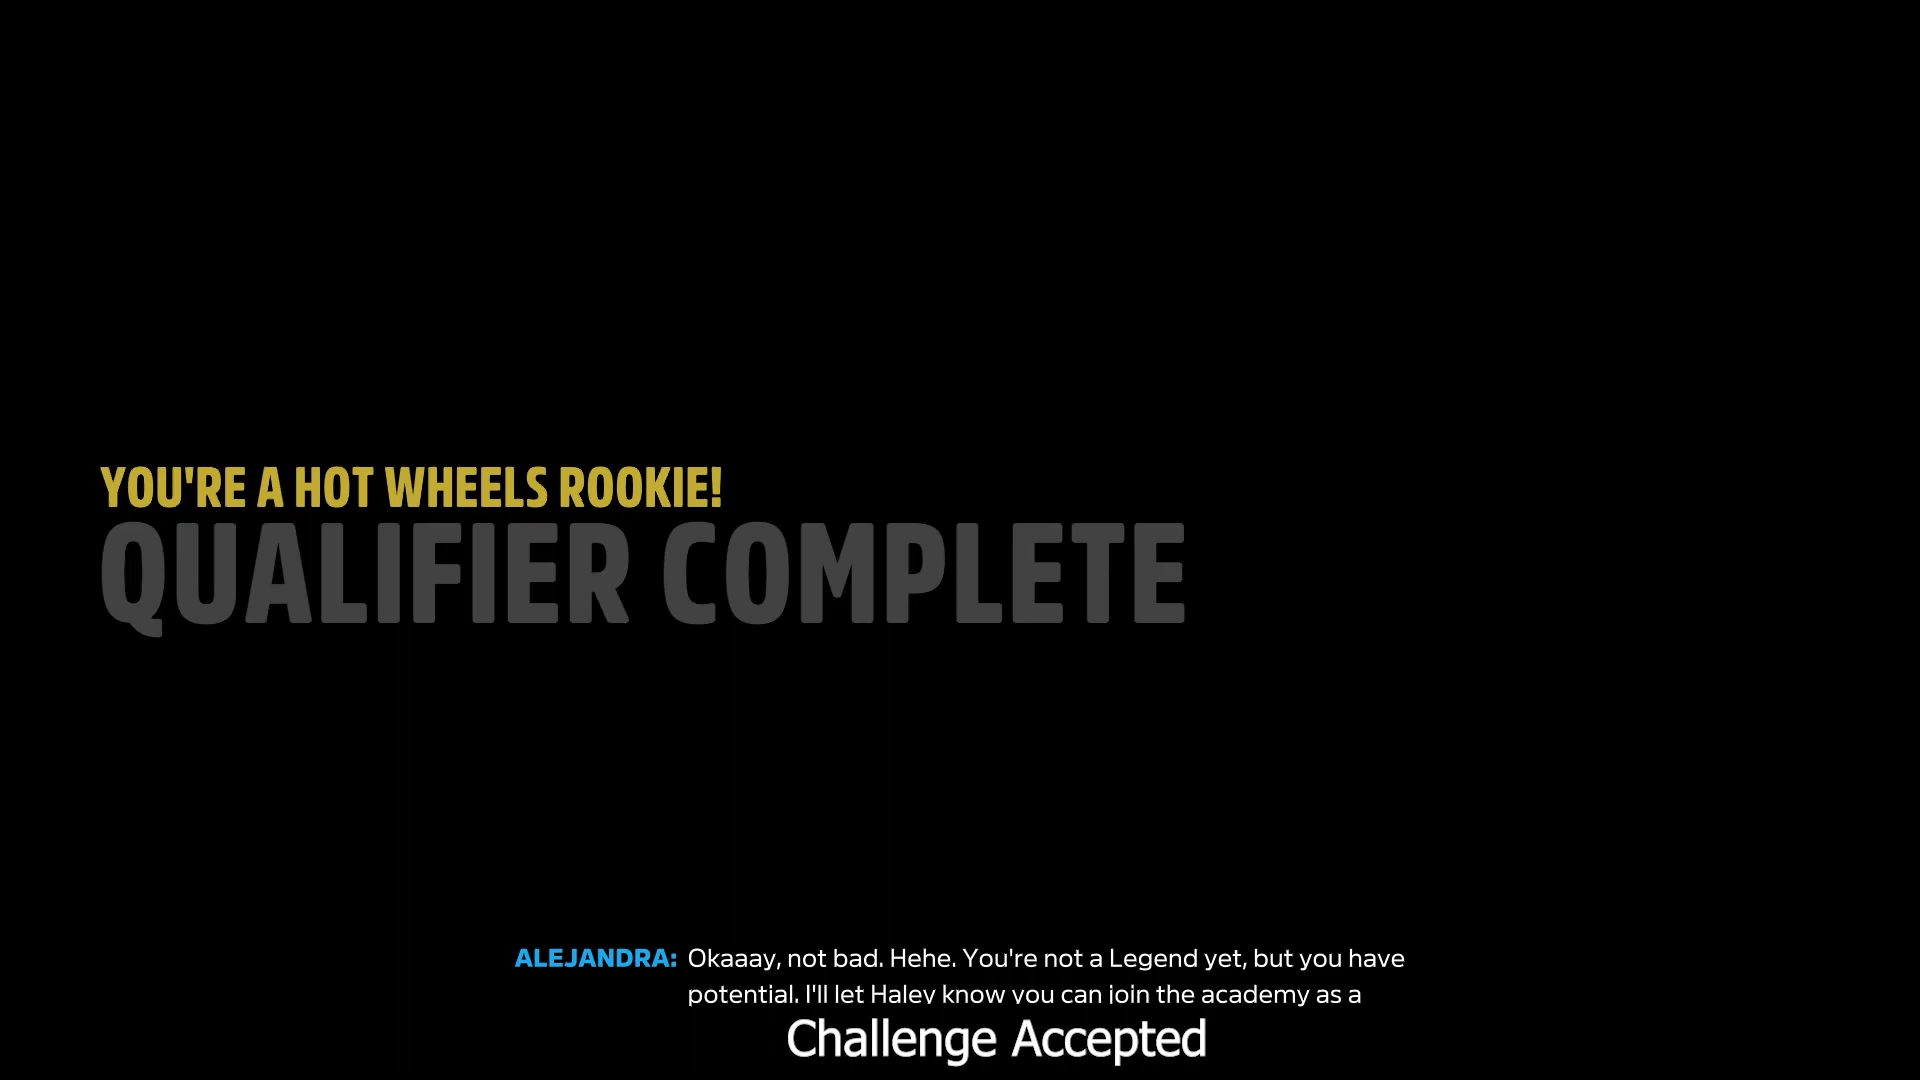 YOU'RE A HOT WHEELS ROOKIE!
QUALIFIER COMPLETE
ALEJANDRA: Okaaay, not bad. Hehe. You're not a Legend yet, but you have
potential. I'll let Haley know you can join the academy as a
Challenge Accepted